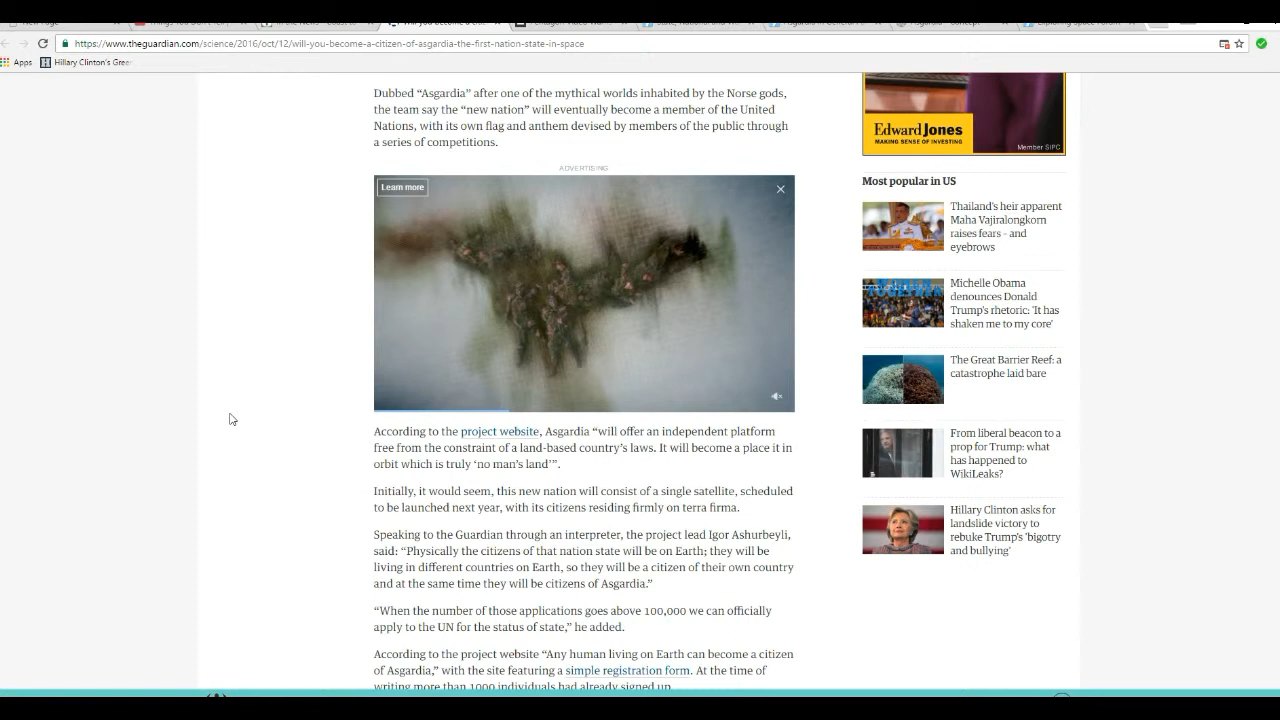 https://www.theguardian.com/science/2016/oct/12/will-you-become-a-citizen-of-asgardia-the-first-nation-state-in-space
Apps
Hillary Clinton's Gree
Dubbed “Asgardia” after one of the mythical worlds inhabited by the Norse gods,
the team say the “new nation” will eventually become a member of the United
Nations, with its own flag and anthem devised by members of the public through
a series of competitions.
ADVERTISING
Learn more
According to the project website, Asgardia “will offer an independent platform
free from the constraint of a land-based country’s laws. It will become a place it in
orbit which is truly ‘no man’s land’”.
Initially, it would seem, this new nation will consist of a single satellite, scheduled
to be launched next year, with its citizens residing firmly on terra firma.
Speaking to the Guardian through an interpreter, the project lead Igor Ashurbeyli,
said: “Physically the citizens of that nation state will be on Earth; they will be
living in different countries on Earth, so they will be a citizen of their own country
and at the same time they will be citizens of Asgardia.”
“When the number of those applications goes above 100,000 we can officially
apply to the UN for the status of state,” he added.
According to the project website “Any human living on Earth can become a citizen
of Asgardia,” with the site featuring a simple registration form. At the time of
writing more than 1000 individuals had already signed up.
Edward Jones
MAKING SENSE OF INVESTING
Member SIPC
Most popular in US
Thailand’s heir apparent
Maha Vajiralongkorn
raises fears – and
eyebrows
Michelle Obama
denounces Donald
Trump’s rhetoric: ‘It has
shaken me to my core’
The Great Barrier Reef: a
catastrophe laid bare
From liberal beacon to a
prop for Trump: what
has happened to
WikiLeaks?
Hillary Clinton asks for
landslide victory to
rebuke Trump’s ‘bigotry
and bullying’